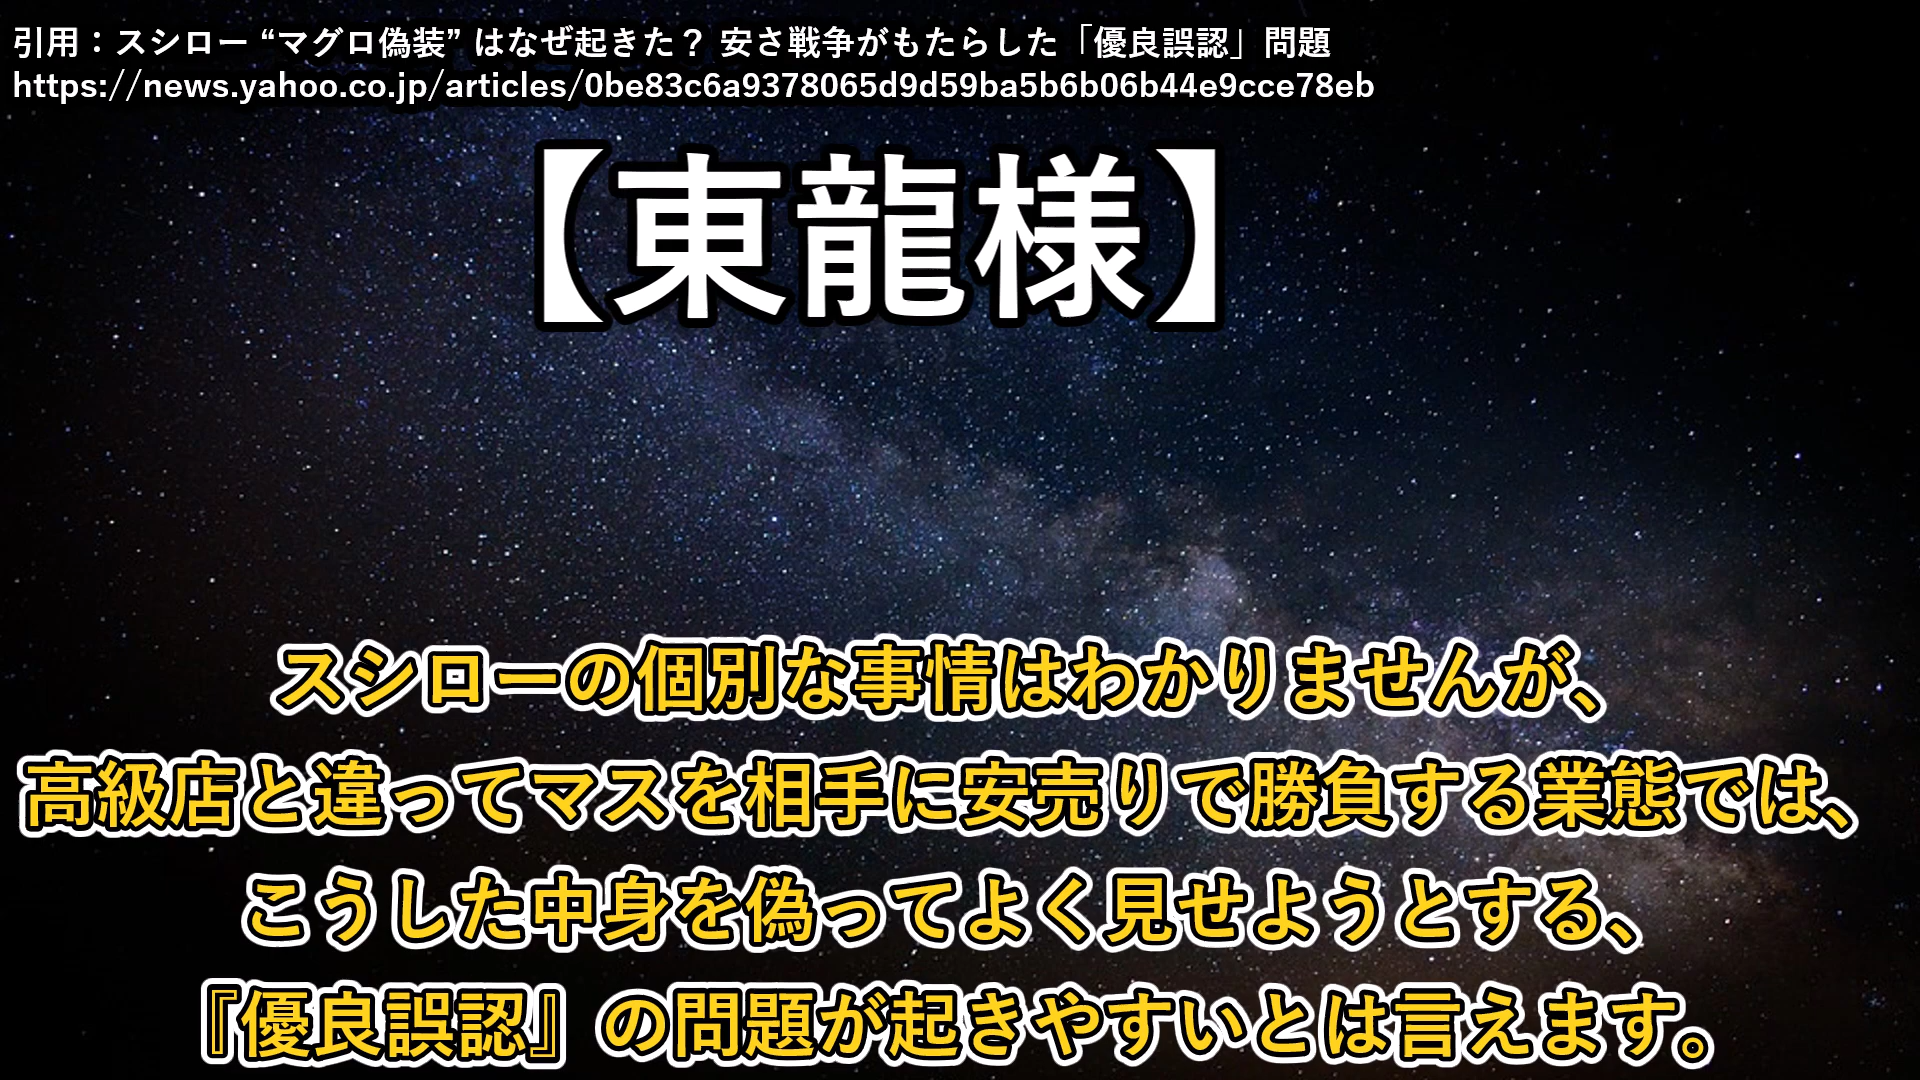 引用：スシロー “マグロ偽装” はなぜ起きた？ 安さ戦争がもたらした「優良誤認」問題
https://news.yahoo.co.jp/articles/0be83c6a9378065d9d59ba5b6b06b44e9cce78eb
【東龍様】
スシローの個別な事情はわかりませんが、
高級店と違ってマスを相手に安売りで勝負する業態では、
こうした中身を偽ってよく見せようとする、
『優良誤認』の問題が起きやすいとは言えます。